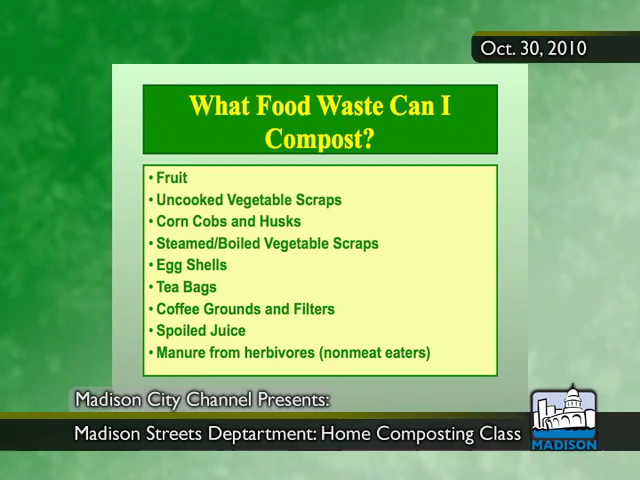 Oct. 30, 2010
What Food Waste Can I
Compost?
• Fruit
• Uncooked Vegetable Scraps
• Corn Cobs and Husks
• Steamed/Boiled Vegetable Scraps
• Egg Shells
• Tea Bags
• Coffee Grounds and Filters
• Spoiled Juice
• Manure from herbivores (nonmeat eaters)
Madison City Channel Presents:
Madison Streets Deptartment: Home Composting Class
MADISON